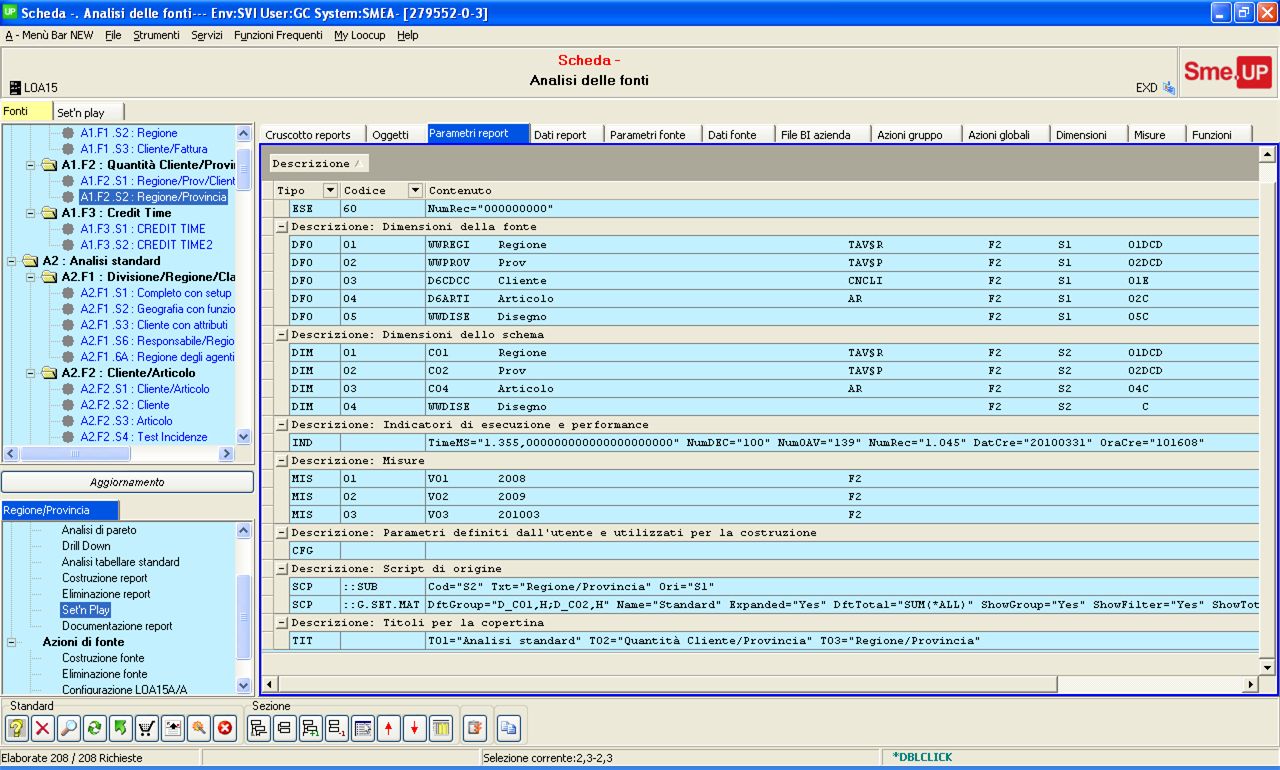 UP Scheda -. Analisi delle fonti--- Env:SVI User:GC System:SMEA- [279552-0-3]
A - Menù Bar NEW File Strumenti Servizi Funzioni Frequenti My Loocup Help
Scheda -
Analisi delle fonti
LOA15
EXD
Sme.UP
Fonti Set'n play
A1.F1 .S2 : Regione
A1.F1 .S3 : Cliente/Fattura
A1.F2 : Quantità Cliente/Provi
A1.F2 .S1 : Regione/Prov/Client
A1.F2 .S2 : Regione/Provincia
A1.F3 : Credit Time
A1.F3 .S1 : CREDIT TIME
A1.F3 .S2 : CREDIT TIME2
A2 : Analisi standard
A2.F1 : Divisione/Regione/Cla
A2.F1 .S1 : Completo con setup
A2.F1 .S2 : Geografia con funzio
A2.F1 .S3 : Cliente con attributi
A2.F1 .S6 : Responsabile/Regio
A2.F1 .6A : Regione degli agenti
A2.F2 : Cliente/Articolo
A2.F2 .S1 : Cliente/Articolo
A2.F2 .S2 : Cliente
A2.F2 .S3 : Articolo
A2.F2 .S4 : Test Incidenze
Aggiornamento
Regione/Provincia
Analisi di pareto
Drill Down
Analisi tabellare standard
Costruzione report
Eliminazione report
Set'n Play
Documentazione report
Azioni di fonte
Costruzione fonte
Eliminazione fonte
Configurazione LOA15A/A
Cruscotto reports Oggetti Parametri report Dati report Parametri fonte Dati fonte File BI azienda Azioni gruppo Azioni globali Dimensioni Misure Funzioni
Descrizione
Tipo Codice Contenuto
ESE 60 NumRec="000000000"
Descrizione: Dimensioni della fonte
DFO 01 WWREGI Regione TAV$R F2 S1 01DCD
DFO 02 WWPROV Prov TAV$P F2 S1 02DCD
DFO 03 D6CDCC Cliente CNCLI F2 S1 01E
DFO 04 D6ARTI Articolo AR F2 S1 02C
DFO 05 WWDISE Disegno F2 S1 05C
Descrizione: Dimensioni dello schema
DIM 01 C01 Regione TAV$R F2 S2 01DCD
DIM 02 C02 Prov TAV$P F2 S2 02DCD
DIM 03 C04 Articolo AR F2 S2 04C
DIM 04 WWDISE Disegno F2 S2 C
Descrizione: Indicatori di esecuzione e performance
IND TimeMS="1.355,000000000000000000000" NumDEC="100" NumOAV="139" NumRec="1.045" DatCre="20100331" OraCre="101608"
Descrizione: Misure
MIS 01 V01 2008 F2
MIS 02 V02 2009 F2
MIS 03 V03 201003 F2
Descrizione: Parametri definiti dall'utente e utilizzati per la costruzione
CFG
Descrizione: Script di origine
SCP ::SUB Cod="S2" Txt="Regione/Provincia" Ori="S1"
SCP ::G.SET.MAT DftGroup="D_C01,H;D_C02,H" Name="Standard" Expanded="Yes" DftTotal="SUM(*ALL)" ShowGroup="Yes" ShowFilter="Yes" ShowTot
Descrizione: Titoli per la copertina
TIT T01="Analisi standard" T02="Quantità Cliente/Provincia" T03="Regione/Provincia"
Standard Sezione
Elaborate 208 / 208 Richieste Selezione corrente:2,3-2,3 *DBLCLICK